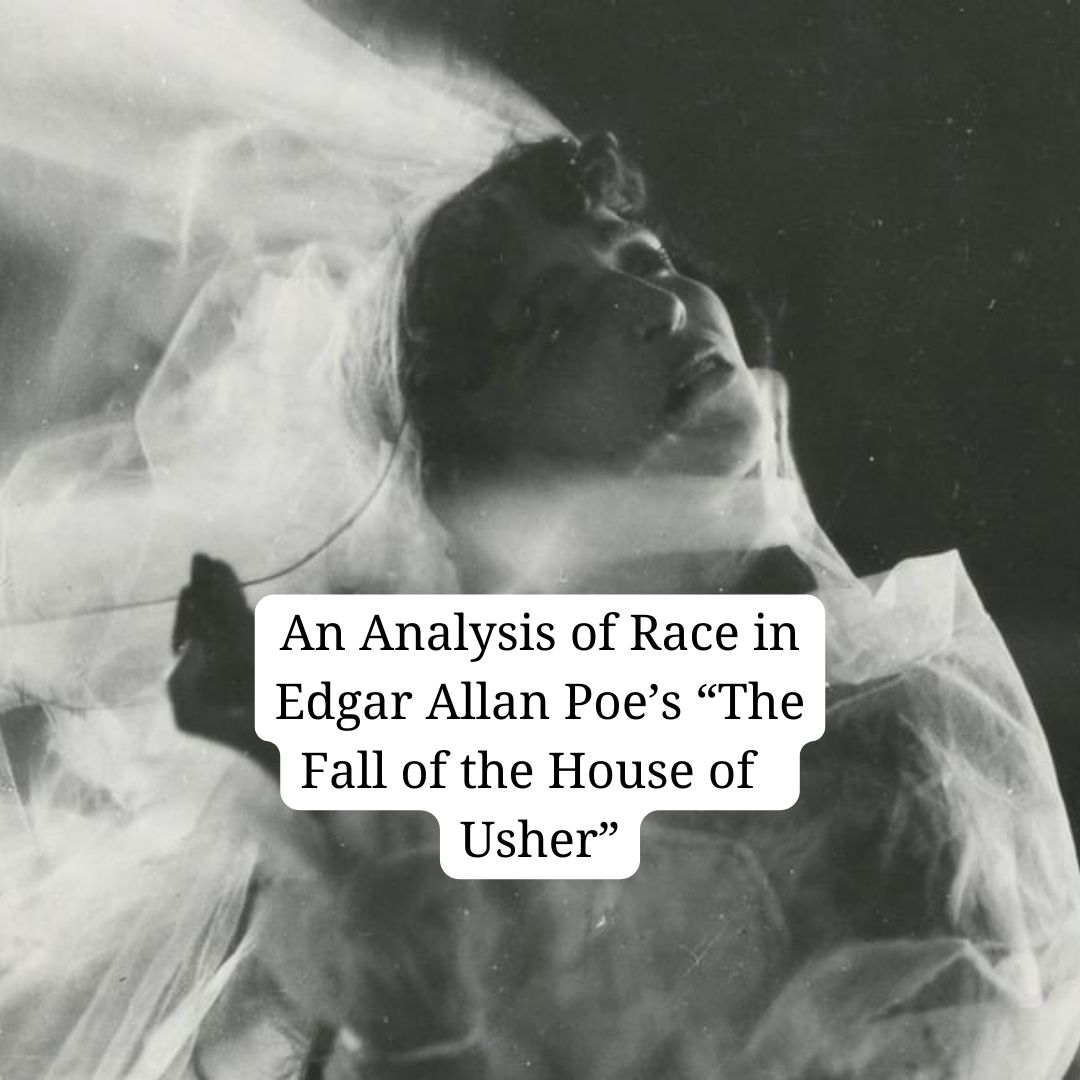 An Analysis of Race in
Edgar Allan Poe’s “The
Fall of the House of
Usher”